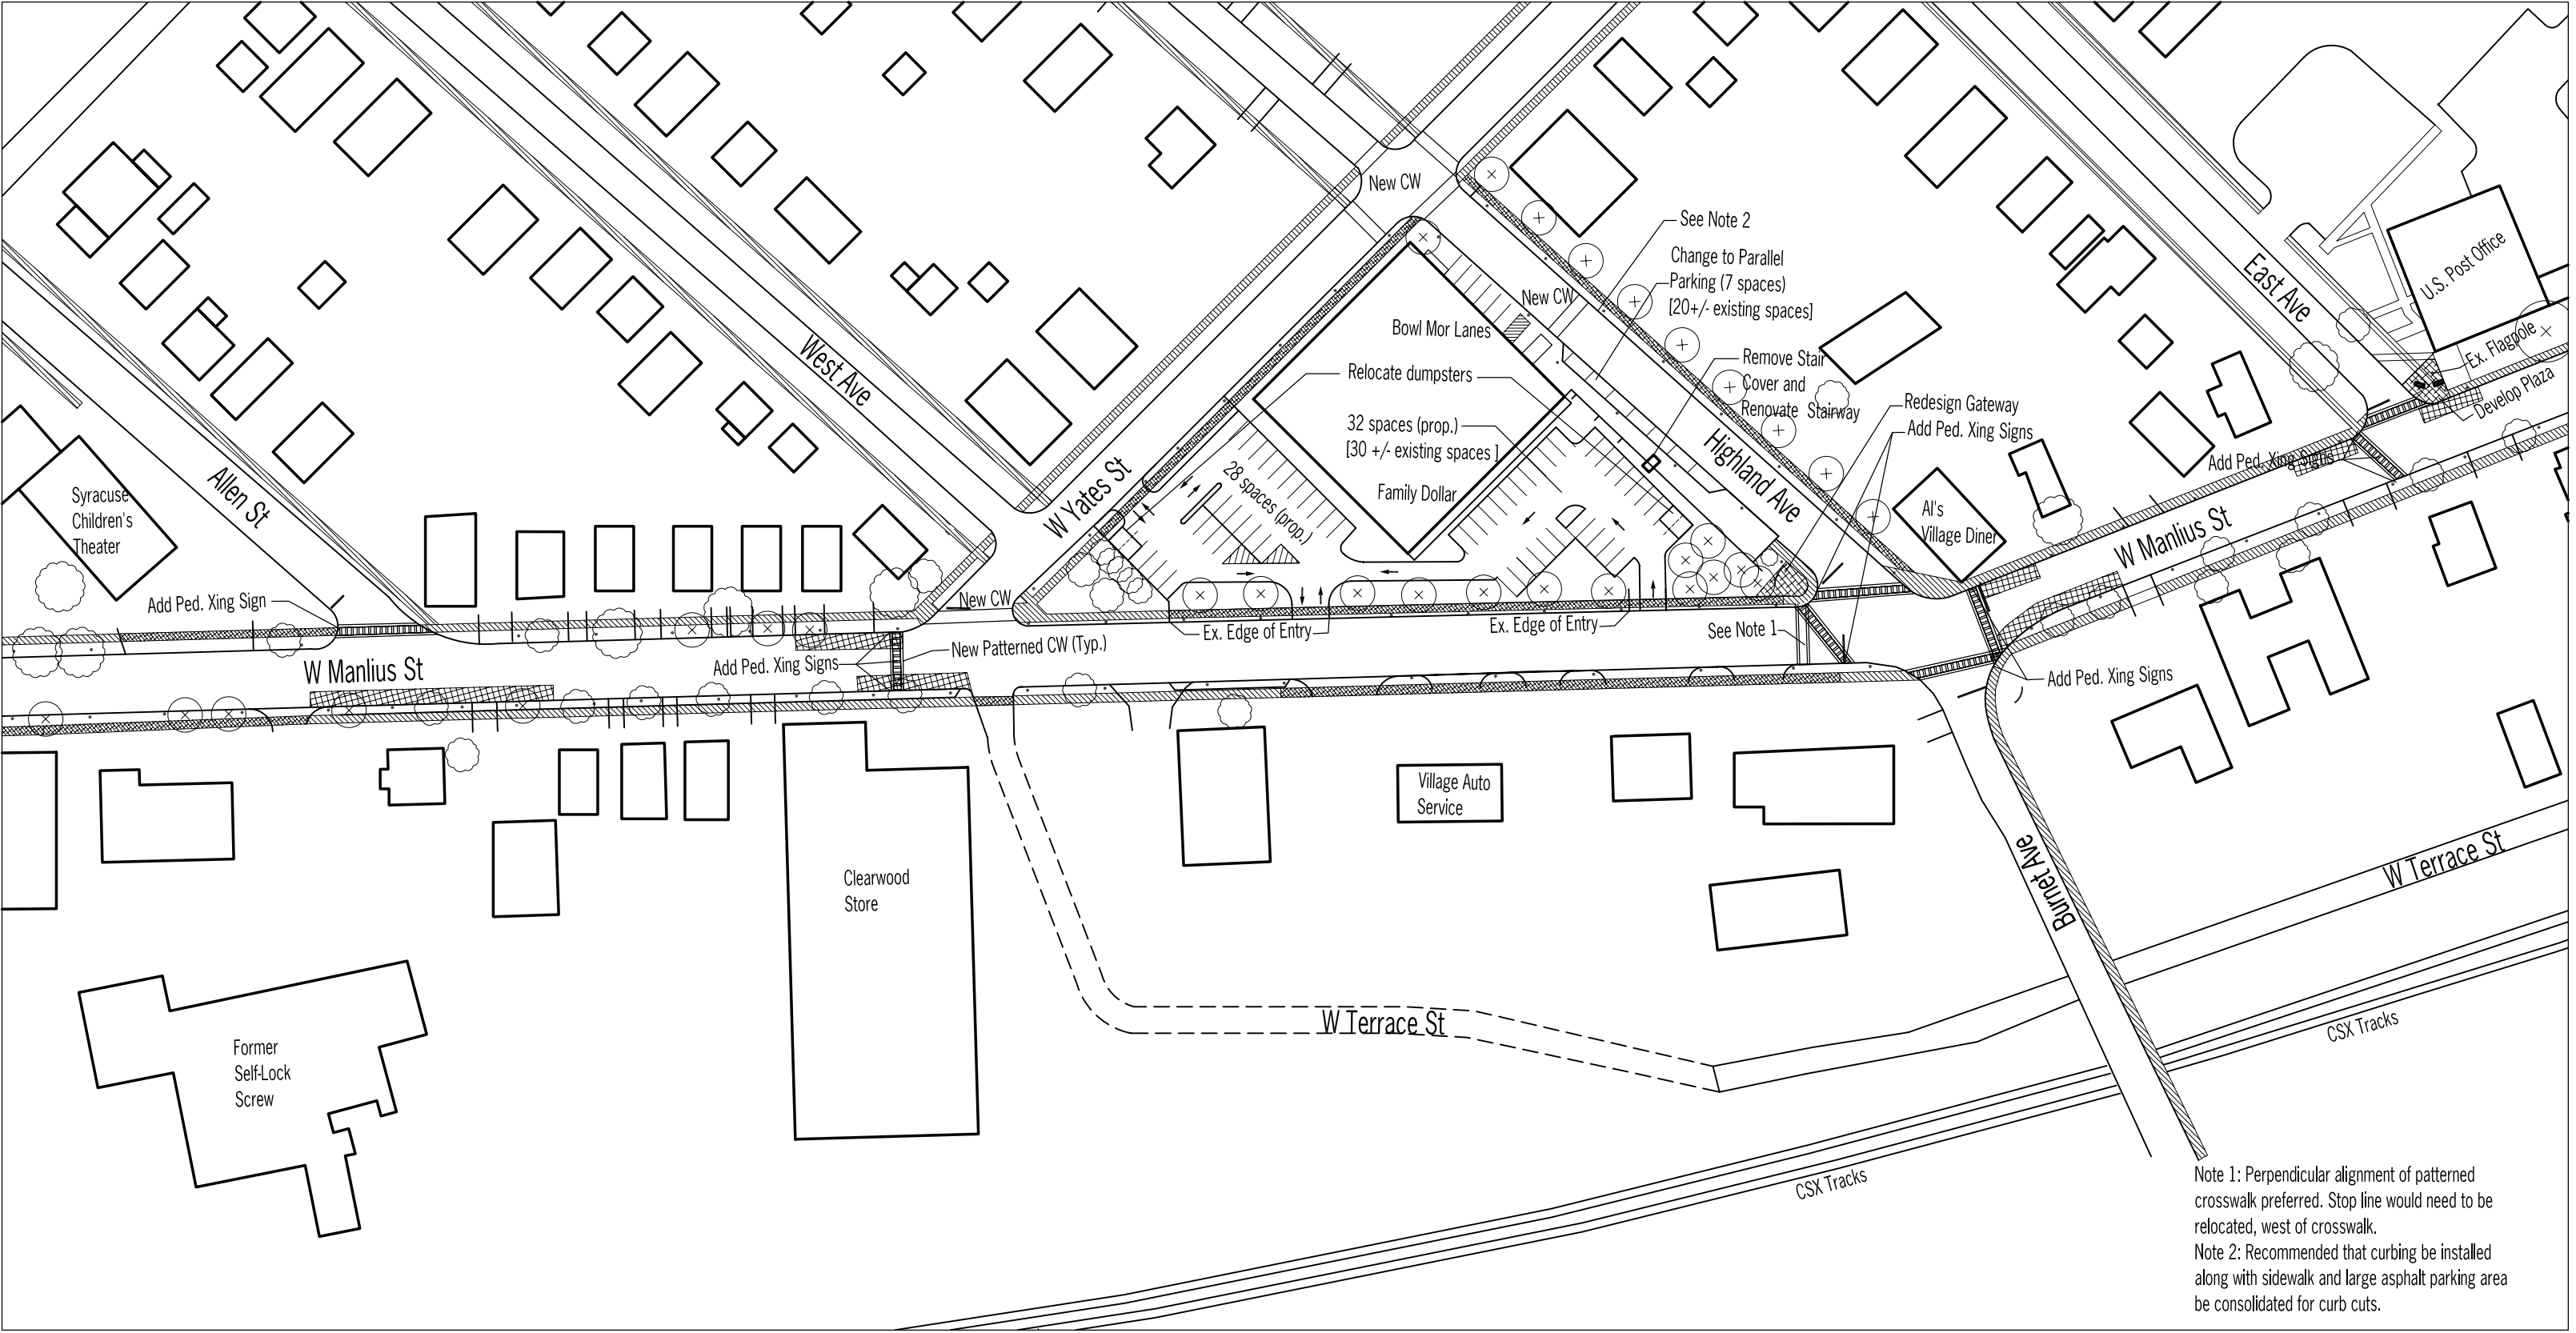 New CW
See Note 2
Change to Parallel
Parking (7 spaces)
[20+/- existing spaces]
New CW
Bowl Mor Lanes
Relocate dumpsters
32 spaces (prop.)
[30 +/- existing spaces ]
Family Dollar
28 spaces (prop.)
Remove Stair
Cover and
Renovate Stairway
Redesign Gateway
Add Ped. Xing Signs
Highland Ave
East Ave
U.S. Post Office
Ex. Flagpole
Develop Plaza
Add Ped. Xing Signs
Al's
Village Diner
W Manlius St
West Ave
W Yates St
Allen St
Syracuse
Children's
Theater
Add Ped. Xing Sign
New CW
W Manlius St
Add Ped. Xing Signs
New Patterned CW (Typ.)
Ex. Edge of Entry
Ex. Edge of Entry
See Note 1
Add Ped. Xing Signs
Village Auto
Service
Clearwood
Store
Burnet Ave
W Terrace St
W Terrace St
CSX Tracks
CSX Tracks
Former
Self-Lock
Screw
Note 1: Perpendicular alignment of patterned
crosswalk preferred. Stop line would need to be
relocated, west of crosswalk.
Note 2: Recommended that curbing be installed
along with sidewalk and large asphalt parking area
be consolidated for curb cuts.